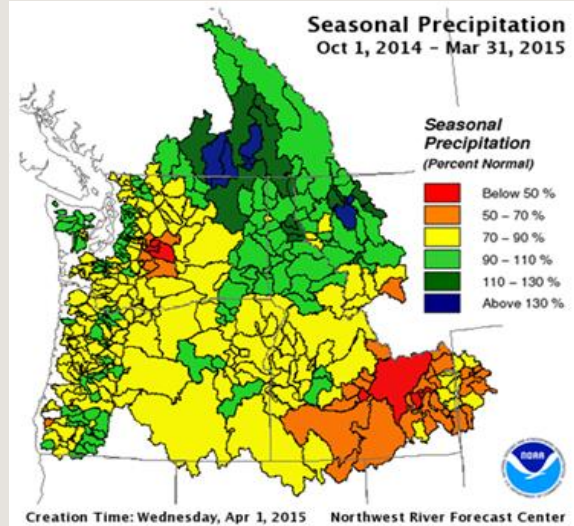 Seasonal Precipitation
Oct 1, 2014 - Mar 31, 2015
Seasonal
Precipitation
(Percent Normal)
Below 50 %
50 - 70 %
70 - 90 %
90 - 110 %
110 - 130 %
Above 130 %
NOAA
Creation Time: Wednesday, Apr 1, 2015 Northwest River Forecast Center